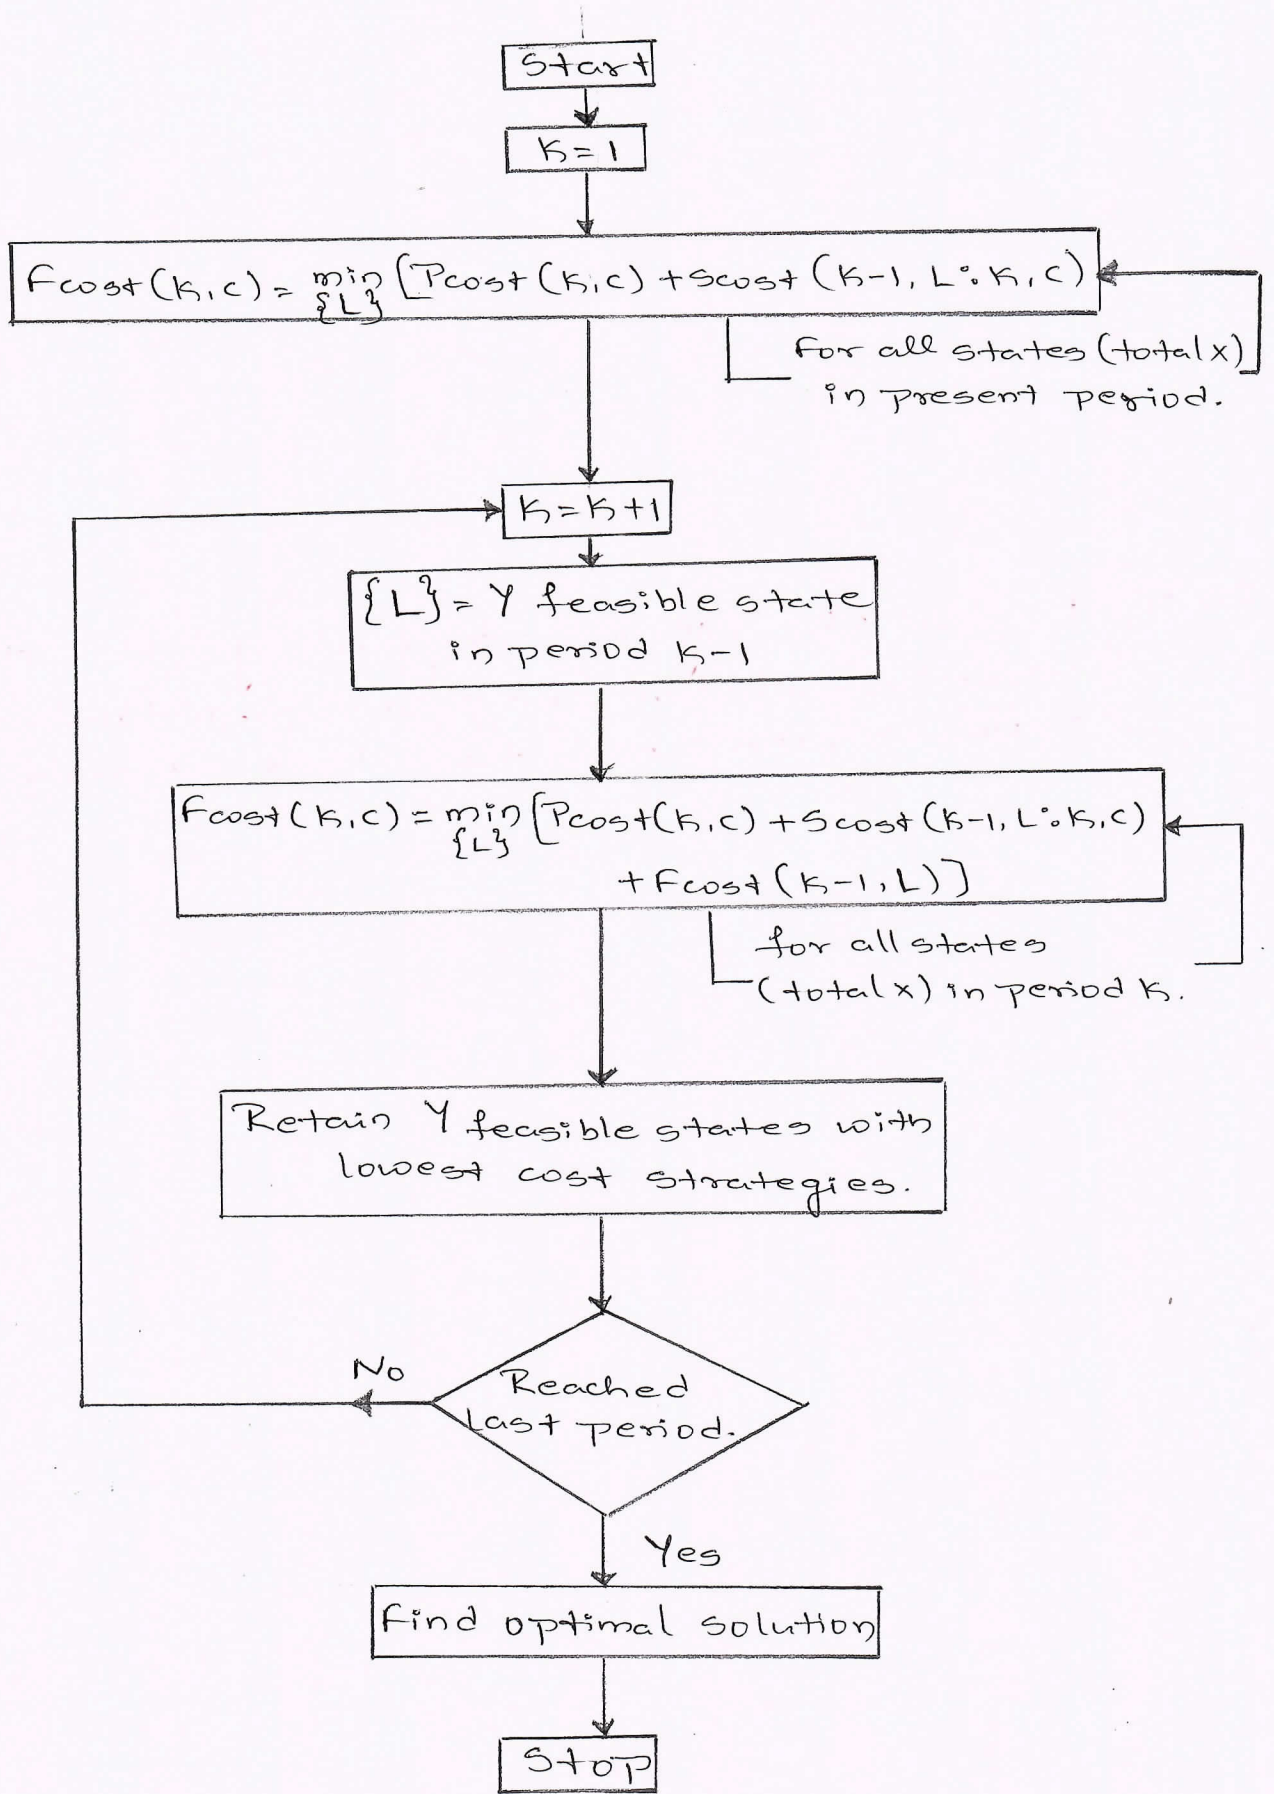 Start
K=1
Fcost(K,C) = min [Pcost(K,C) + Scost(K-1, L:K,C)
{L}
For all states (total x)
in present period.
K=K+1
{L} = Y feasible state
in period K-1
Fcost(K,C) = min [Pcost(K,C) + Scost(K-1, L:K,C)
{L}
+ Fcost(K-1,L)]
for all states
(total x) in period K.
Retain Y feasible states with
lowest cost strategies.
No
Reached
Last period.
Yes
Find optimal solution
Stop